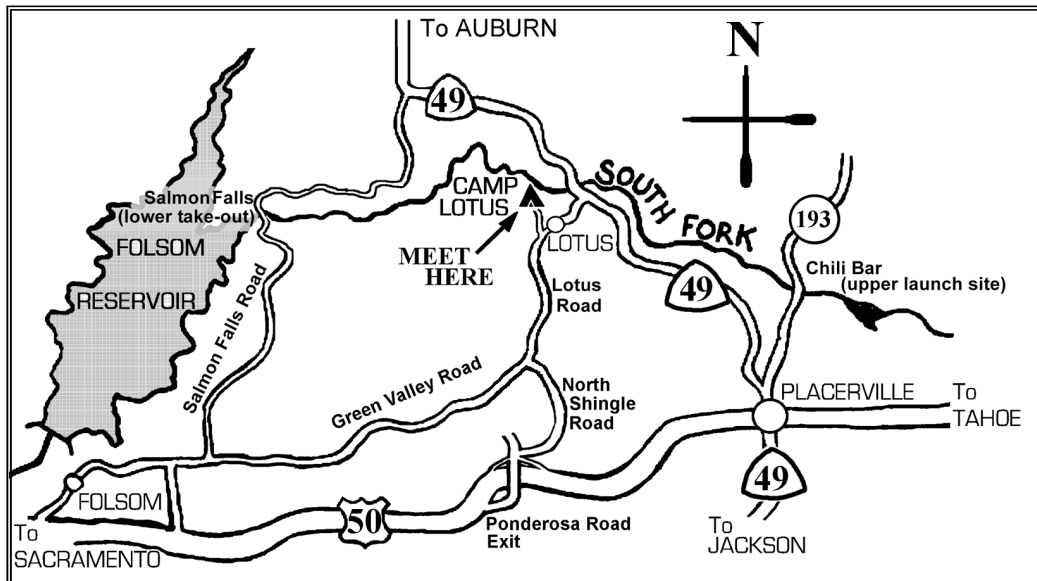 To AUBURN
N
49
Salmon Falls
(lower take-out)
FOLSOM
RESERVOIR
CAMP
LOTUS
MEET
HERE
LOTUS
SOUTH FORK
193
Chili Bar
(upper launch site)
49
Lotus
Road
Salmon Falls Road
Green Valley Road
North
Shingle
Road
PLACERVILLE
To
TAHOE
49
To
JACKSON
FOLSOM
50
Ponderosa Road
Exit
To
SACRAMENTO